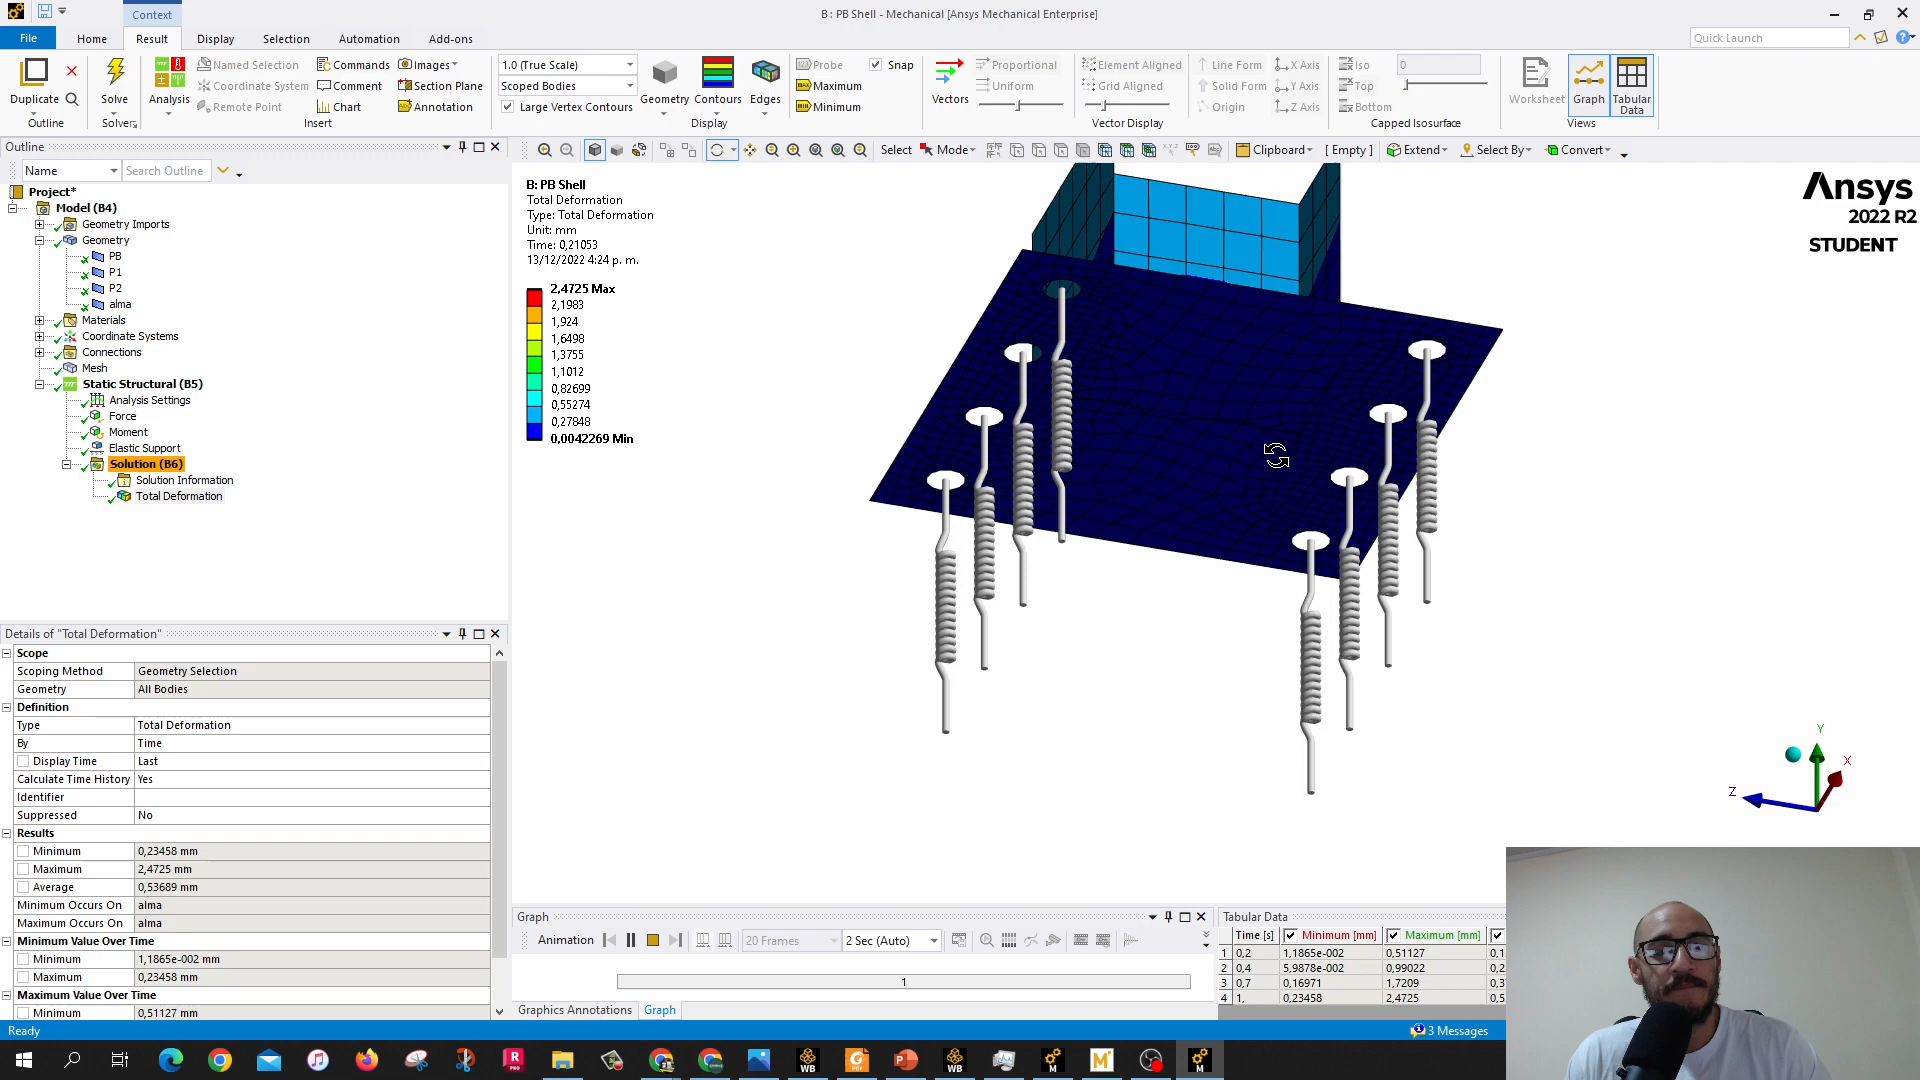 Context
B : PB Shell - Mechanical [Ansys Mechanical Enterprise]
File Home Result Display Selection Automation Add-ons
Quick Launch
Duplicate
Outline
Solve
Solver
Analysis
Named Selection
Coordinate System
Remote Point
Commands
Comment
Chart
Images
Section Plane
Annotation
Insert
1.0 (True Scale)
Scoped Bodies
Large Vertex Contours
Geometry
Contours
Edges
Display
Probe
Maximum
Minimum
Snap
Vectors
Proportional
Uniform
Element Aligned
Grid Aligned
Line Form
Solid Form
Origin
X Axis
Y Axis
Z Axis
Vector Display
Iso
Top
Bottom
0
Capped Isosurface
Worksheet
Graph
Tabular
Data
Views
Outline
Name
Search Outline
Select Mode Clipboard [ Empty ] Extend Select By Convert
Project*
Model (B4)
Geometry Imports
Geometry
PB
P1
P2
alma
Materials
Coordinate Systems
Connections
Mesh
Static Structural (B5)
Analysis Settings
Force
Moment
Elastic Support
Solution (B6)
Solution Information
Total Deformation
B: PB Shell
Total Deformation
Type: Total Deformation
Unit: mm
Time: 0,21053
13/12/2022 4:24 p. m.
2,4725 Max
2,1983
1,924
1,6498
1,3755
1,1012
0,82699
0,55274
0,27848
0,0042269 Min
Ansys
2022 R2
STUDENT
Y
X
Z
Details of "Total Deformation"
Scope
Scoping Method Geometry Selection
Geometry All Bodies
Definition
Type Total Deformation
By Time
Display Time Last
Calculate Time History Yes
Identifier
Suppressed No
Results
Minimum 0,23458 mm
Maximum 2,4725 mm
Average 0,53689 mm
Minimum Occurs On alma
Maximum Occurs On alma
Minimum Value Over Time
Minimum 1,1865e-002 mm
Maximum 0,23458 mm
Maximum Value Over Time
Minimum 0,51127 mm
Graph
Animation 20 Frames 2 Sec (Auto)
1
Graphics Annotations Graph
Tabular Data
Time [s] Minimum [mm] Maximum [mm]
1 0,2 1,1865e-002 0,51127 0,1
2 0,4 5,9878e-002 0,99022 0,2
3 0,7 0,16971 1,7209 0,3
4 1, 0,23458 2,4725 0,5
Ready
3 Messages
R
PRO
WB
WB
M
M
M